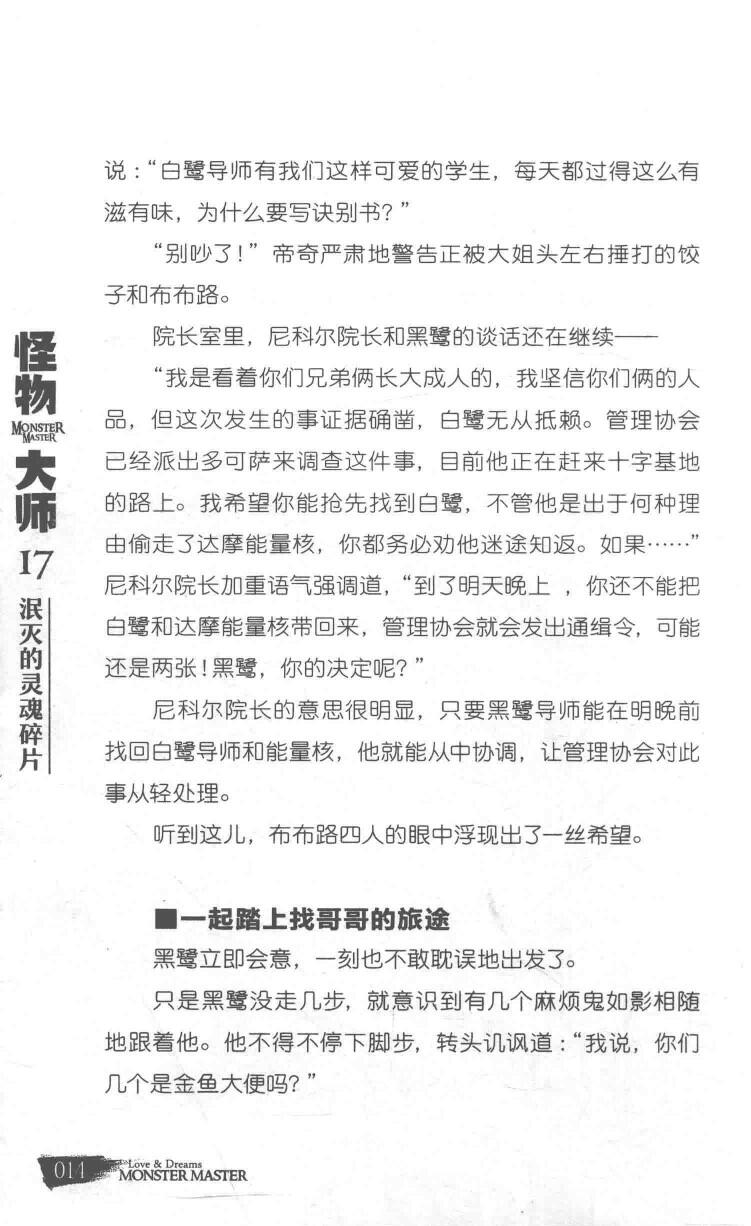 说：“白鹭导师有我们这样可爱的学生，每天都过得这么有
滋有味，为什么要写诀别书？”
“别吵了！”帝奇严肃地警告正被大姐头左右捶打的饺
子和布布路。
院长室里，尼科尔院长和黑鹭的谈话还在继续——
“我是看着你们兄弟俩长大成人的，我坚信你们俩的人
品，但这次发生的事证据确凿，白鹭无从抵赖。管理协会
已经派出多可萨来调查这件事，目前他正在赶来十字基地
的路上。我希望你能抢先找到白鹭，不管他是出于何种理
由偷走了达摩能量核，你都务必劝他迷途知返。如果……”
尼科尔院长加重语气强调道，“到了明天晚上 ，你还不能把
白鹭和达摩能量核带回来，管理协会就会发出通缉令，可能
还是两张！黑鹭，你的决定呢？”
尼科尔院长的意思很明显，只要黑鹭导师能在明晚前
找回白鹭导师和能量核，他就能从中协调，让管理协会对此
事从轻处理。
听到这儿，布布路四人的眼中浮现出了一丝希望。
■一起踏上找哥哥的旅途
黑鹭立即会意，一刻也不敢耽误地出发了。
只是黑鹭没走几步，就意识到有几个麻烦鬼如影相随
地跟着他。他不得不停下脚步，转头讥讽道：“我说，你们
几个是金鱼大便吗？”
怪物
MONSTER
MASTER
大师
17
泯灭的灵魂碎片
014
Love & Dreams
MONSTER MASTER